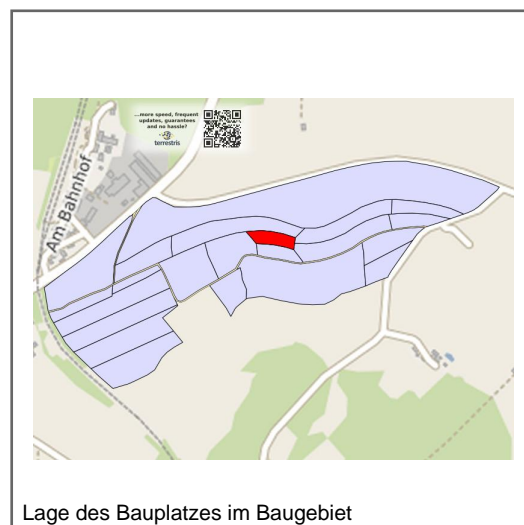 ...more speed, frequent
updates, guarantees
and no hassle?
terrestris
Am Bahnhof
Lage des Bauplatzes im Baugebiet